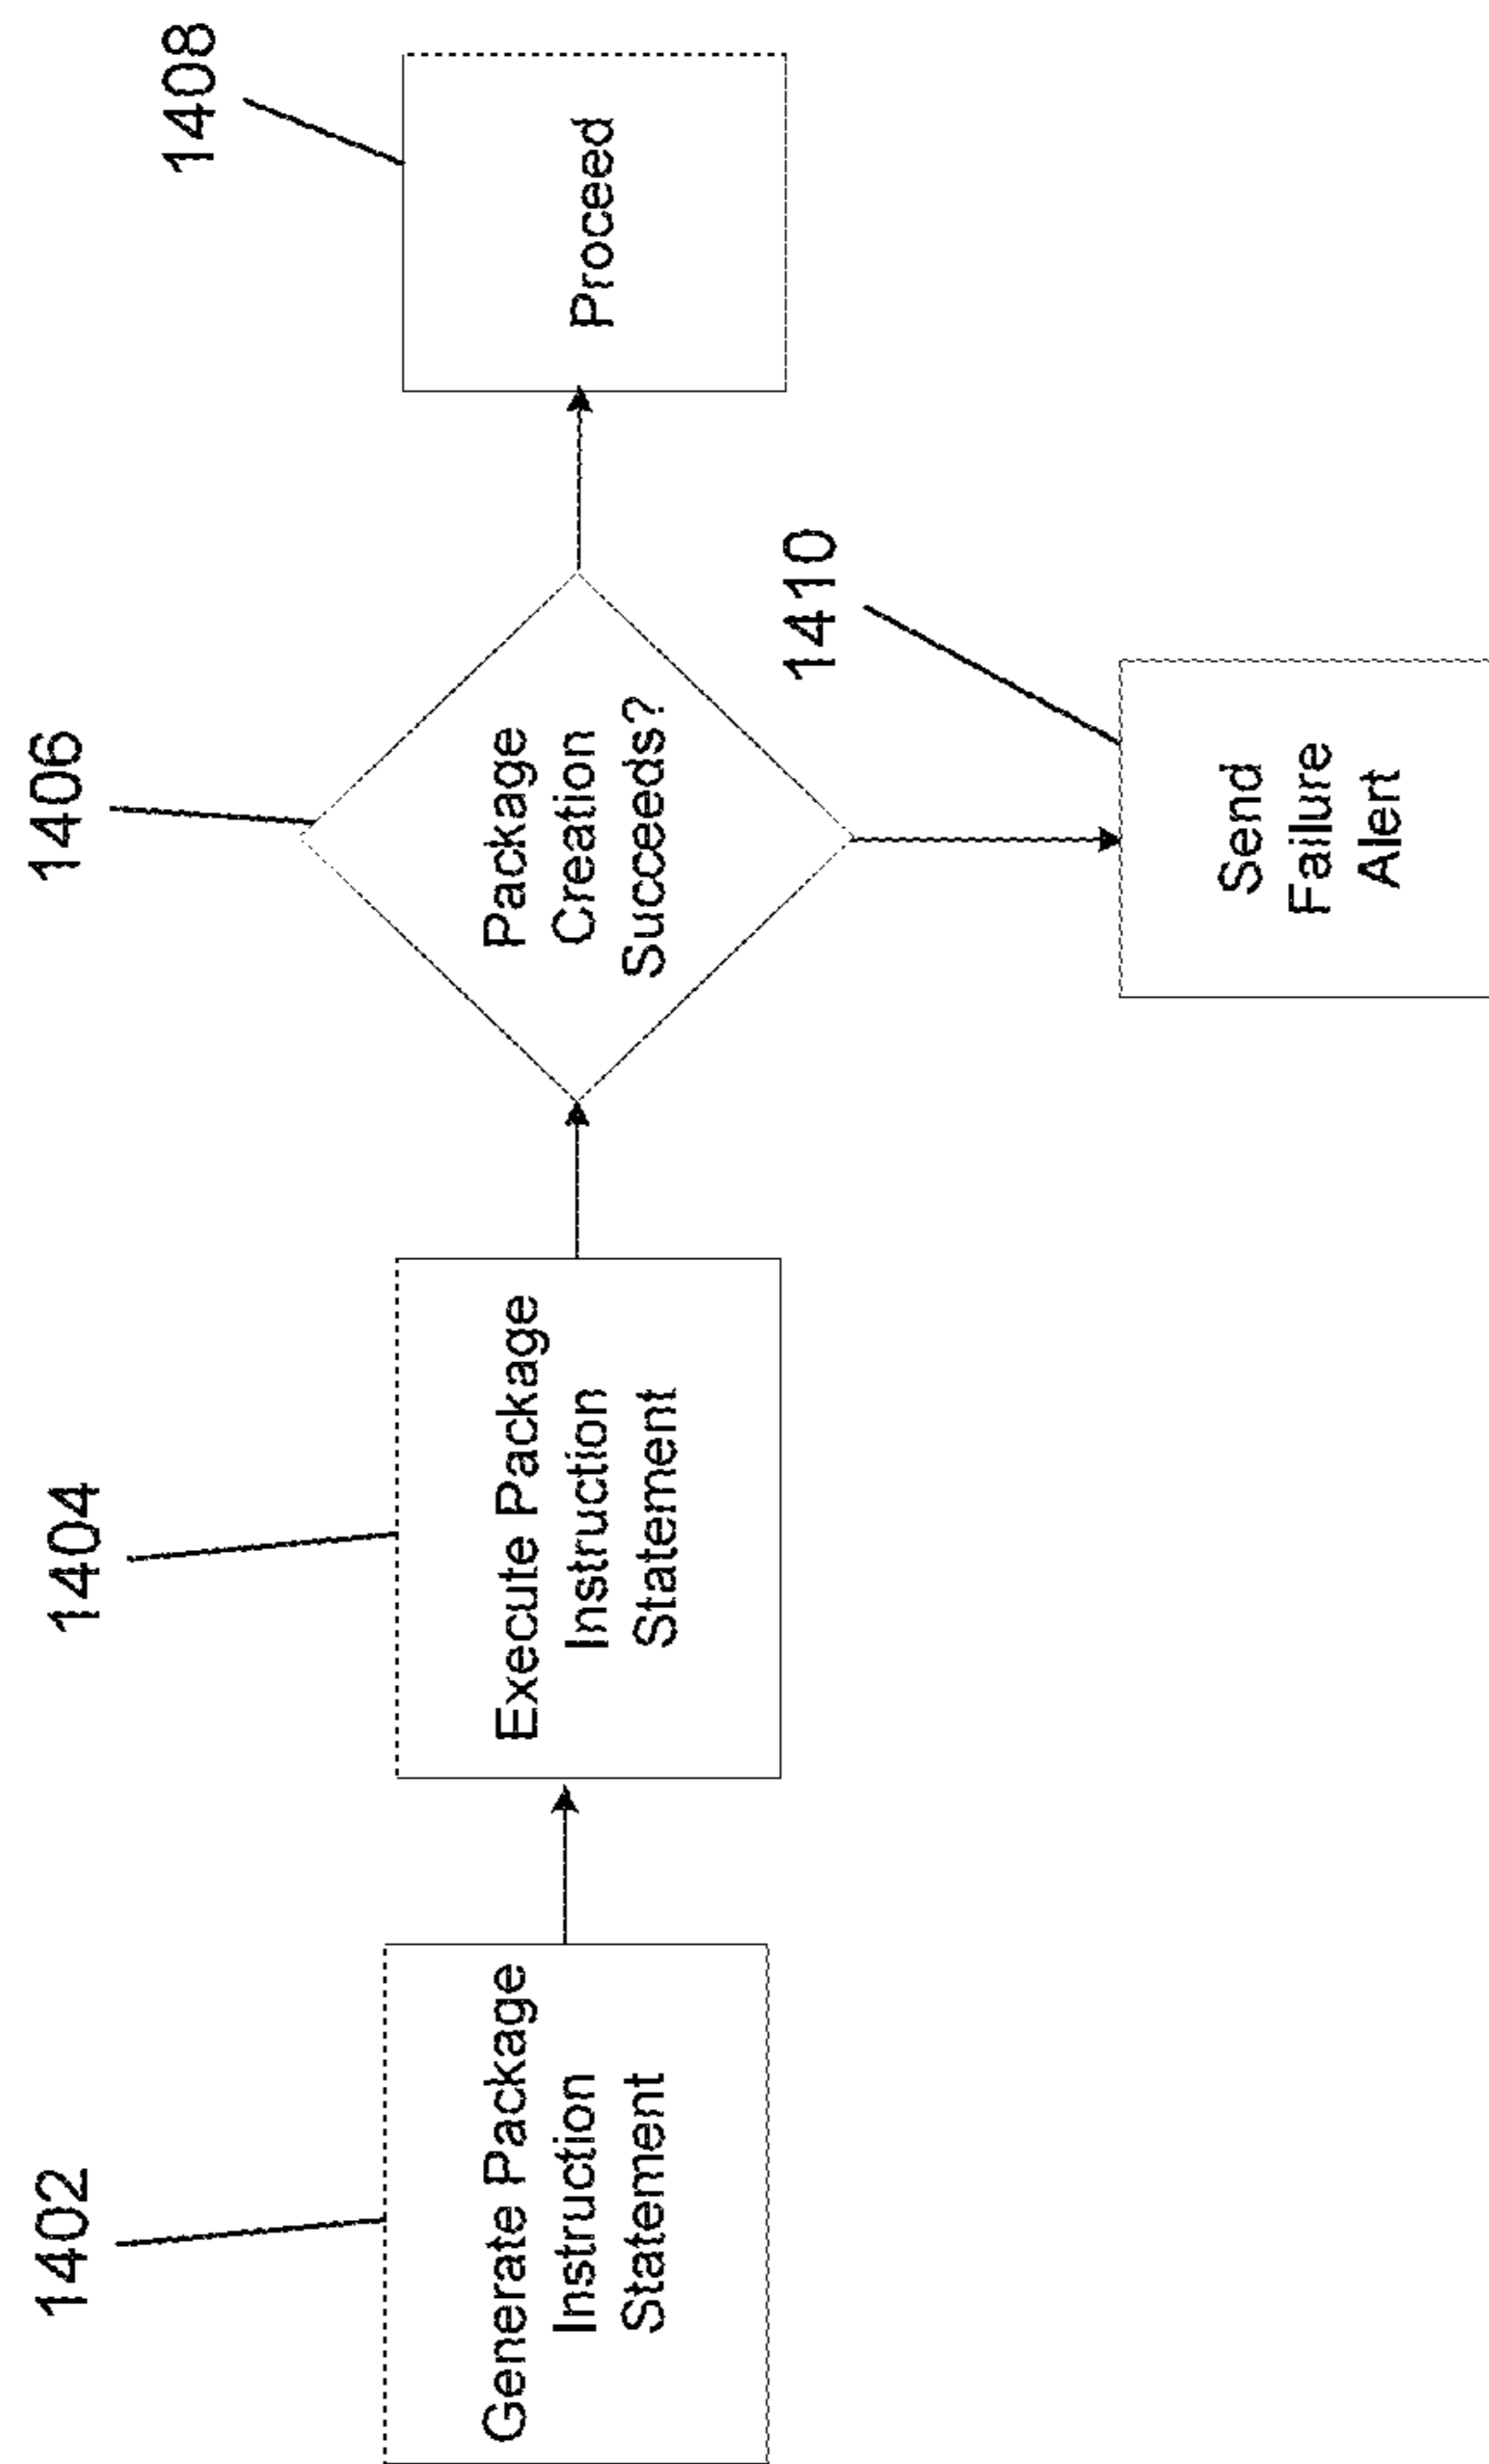 1402
Generate Package
Instruction
Statement
1404
Execute Package
Instruction
Statement
1406
Package
Creation
Succeeds?
1408
Proceed
1410
Send
Failure
Alert